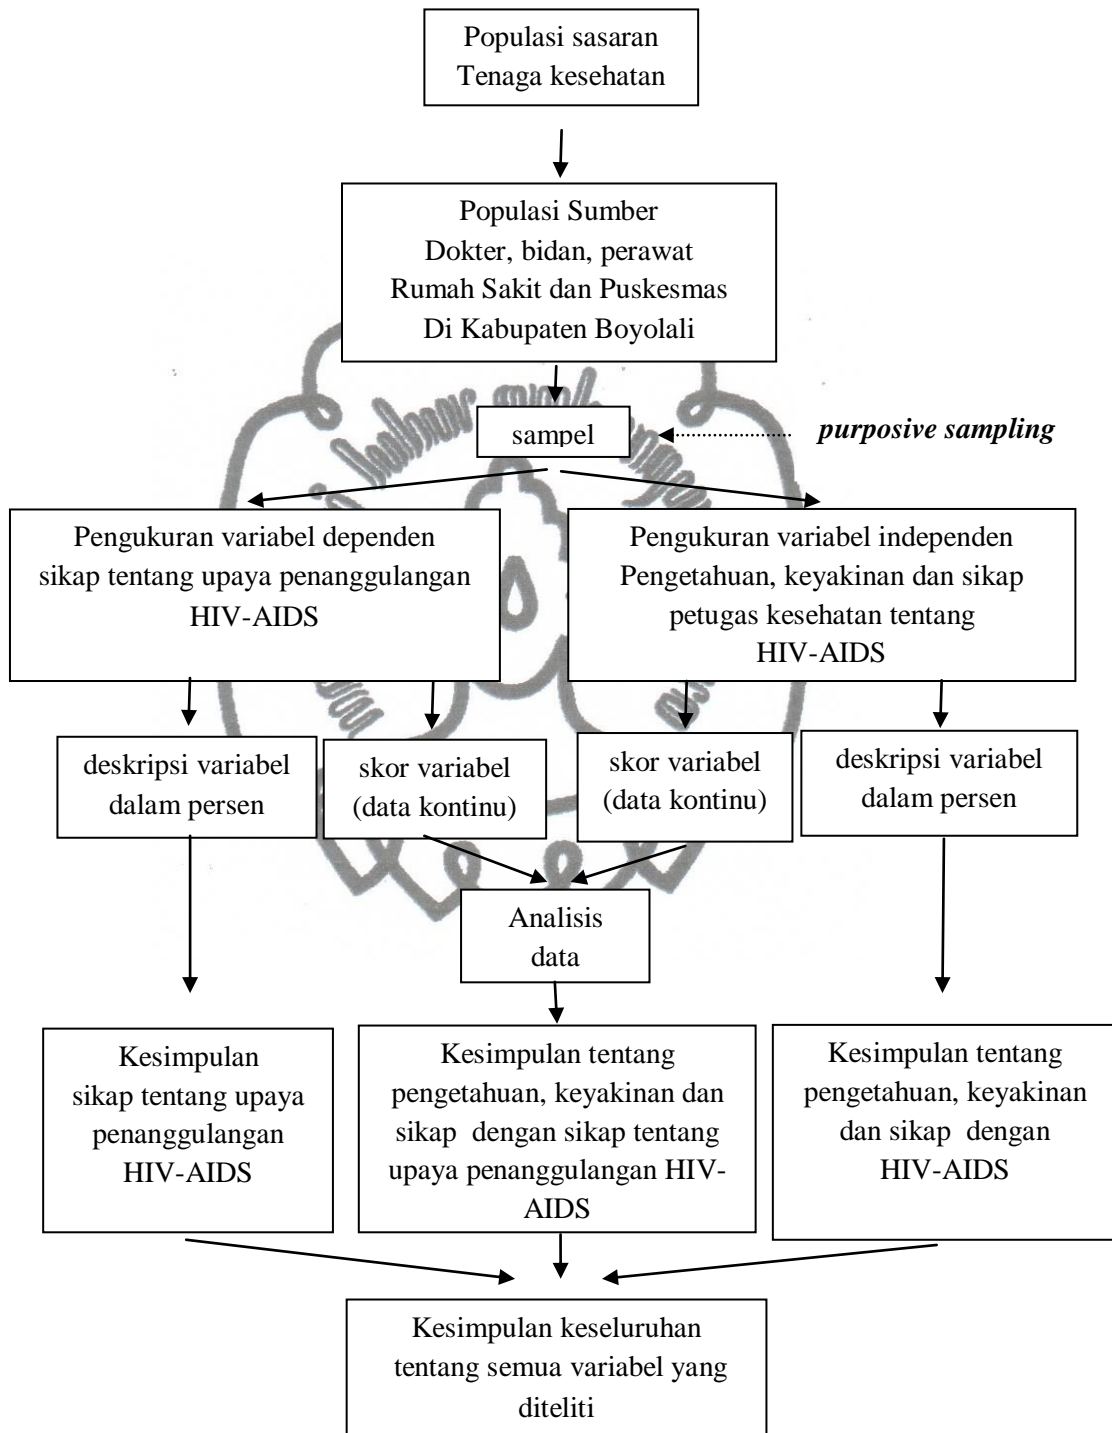 Populasi sasaran
Tenaga kesehatan
Populasi Sumber
Dokter, bidan, perawat
Rumah Sakit dan Puskesmas
Di Kabupaten Boyolali
sampel
purposive sampling
Pengukuran variabel dependen
sikap tentang upaya penanggulangan
HIV-AIDS
Pengukuran variabel independen
Pengetahuan, keyakinan dan sikap
petugas kesehatan tentang
HIV-AIDS
deskripsi variabel
dalam persen
skor variabel
(data kontinu)
skor variabel
(data kontinu)
deskripsi variabel
dalam persen
Analisis
data
Kesimpulan
sikap tentang upaya
penanggulangan
HIV-AIDS
Kesimpulan tentang
pengetahuan, keyakinan dan
sikap dengan sikap tentang
upaya penanggulangan HIV-
AIDS
Kesimpulan tentang
pengetahuan, keyakinan
dan sikap dengan
HIV-AIDS
Kesimpulan keseluruhan
tentang semua variabel yang
diteliti